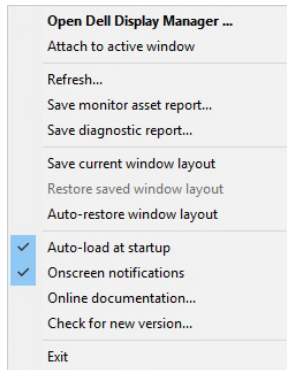 Open Dell Display Manager ...
Attach to active window
Refresh...
Save monitor asset report...
Save diagnostic report...
Save current window layout
Restore saved window layout
Auto-restore window layout
Auto-load at startup
Onscreen notifications
Online documentation...
Check for new version...
Exit